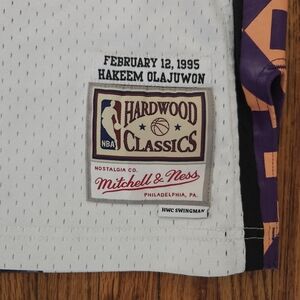 FEBRUARY 12, 1995
HAKEEM OLAJUWON
HARDWOOD
NBA
CLASSICS
NOSTALGIA CO.
Mitchell & Ness
PHILADELPHIA, PA.
HWC SWINGMAN